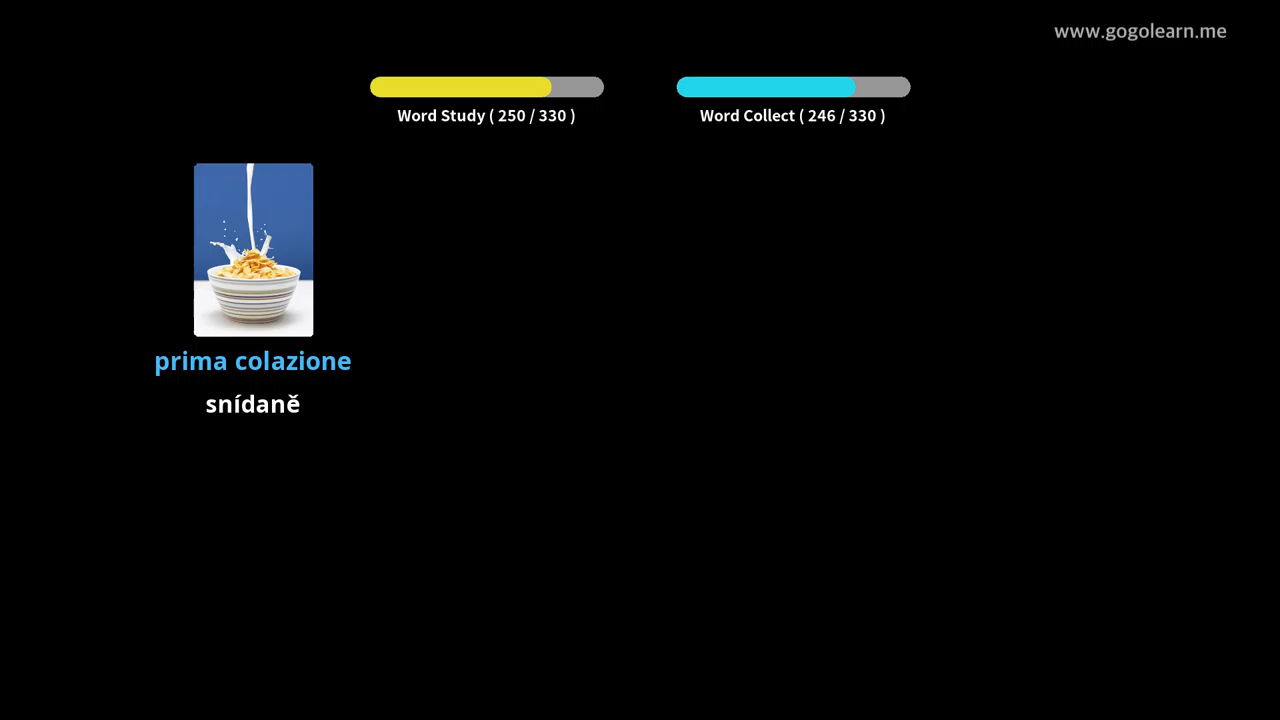 www.gogolearn.me
Word Study ( 250 / 330 )
Word Collect ( 246 / 330 )
prima colazione
snídaně